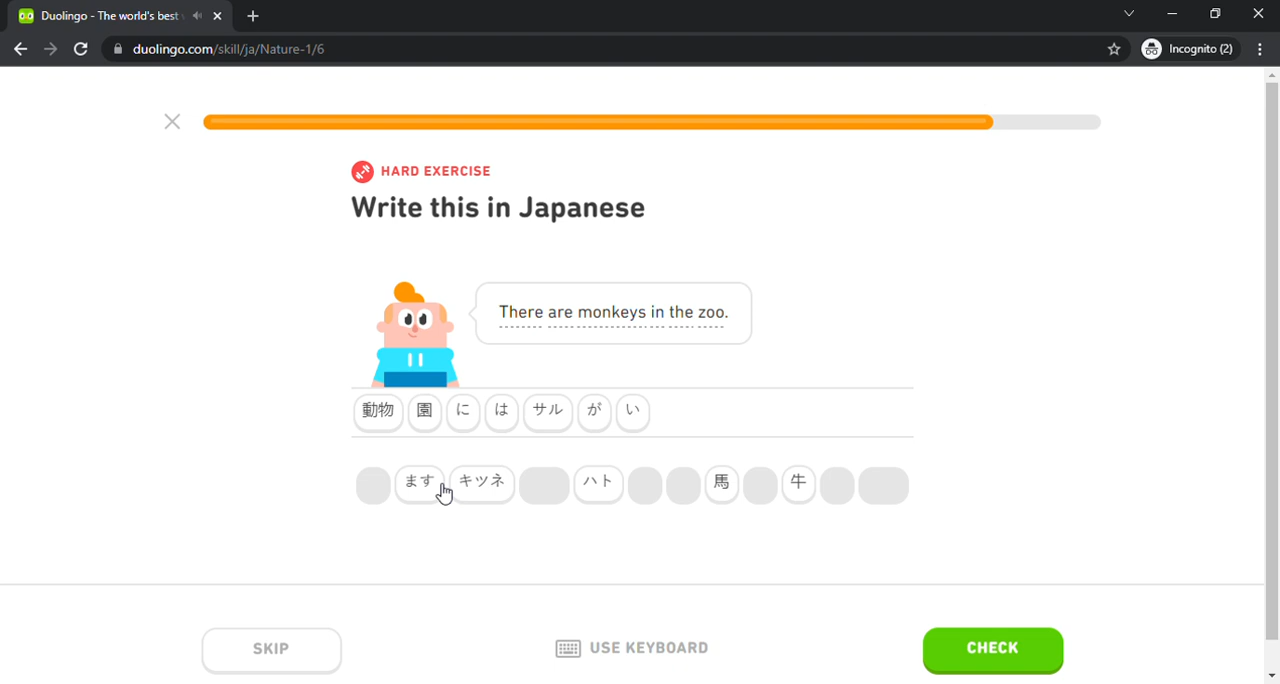 Duolingo - The world's best
duolingo.com/skill/ja/Nature-1/6
Incognito (2)
HARD EXERCISE
Write this in Japanese
There are monkeys in the zoo.
動物 園 に は サル が い
ます キツネ ハト 馬 牛
SKIP USE KEYBOARD CHECK